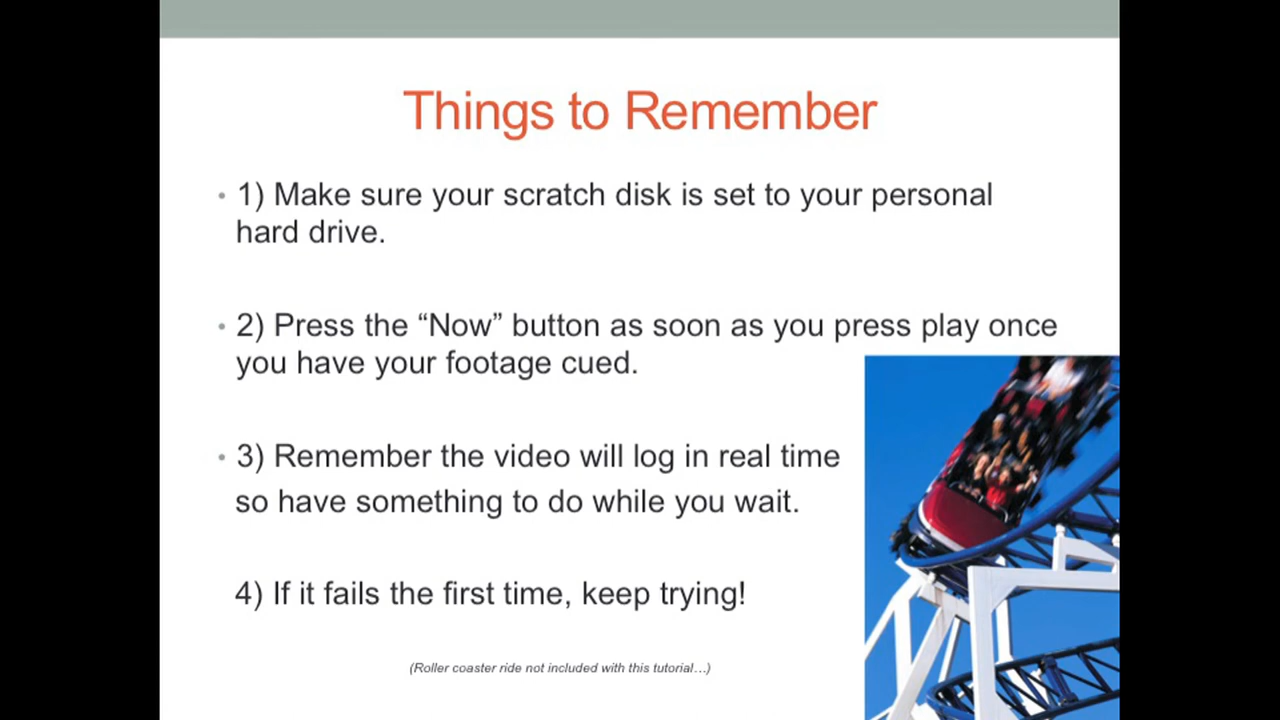 Things to Remember
• 1) Make sure your scratch disk is set to your personal
hard drive.
• 2) Press the “Now” button as soon as you press play once
you have your footage cued.
• 3) Remember the video will log in real time
so have something to do while you wait.
4) If it fails the first time, keep trying!
(Roller coaster ride not included with this tutorial…)